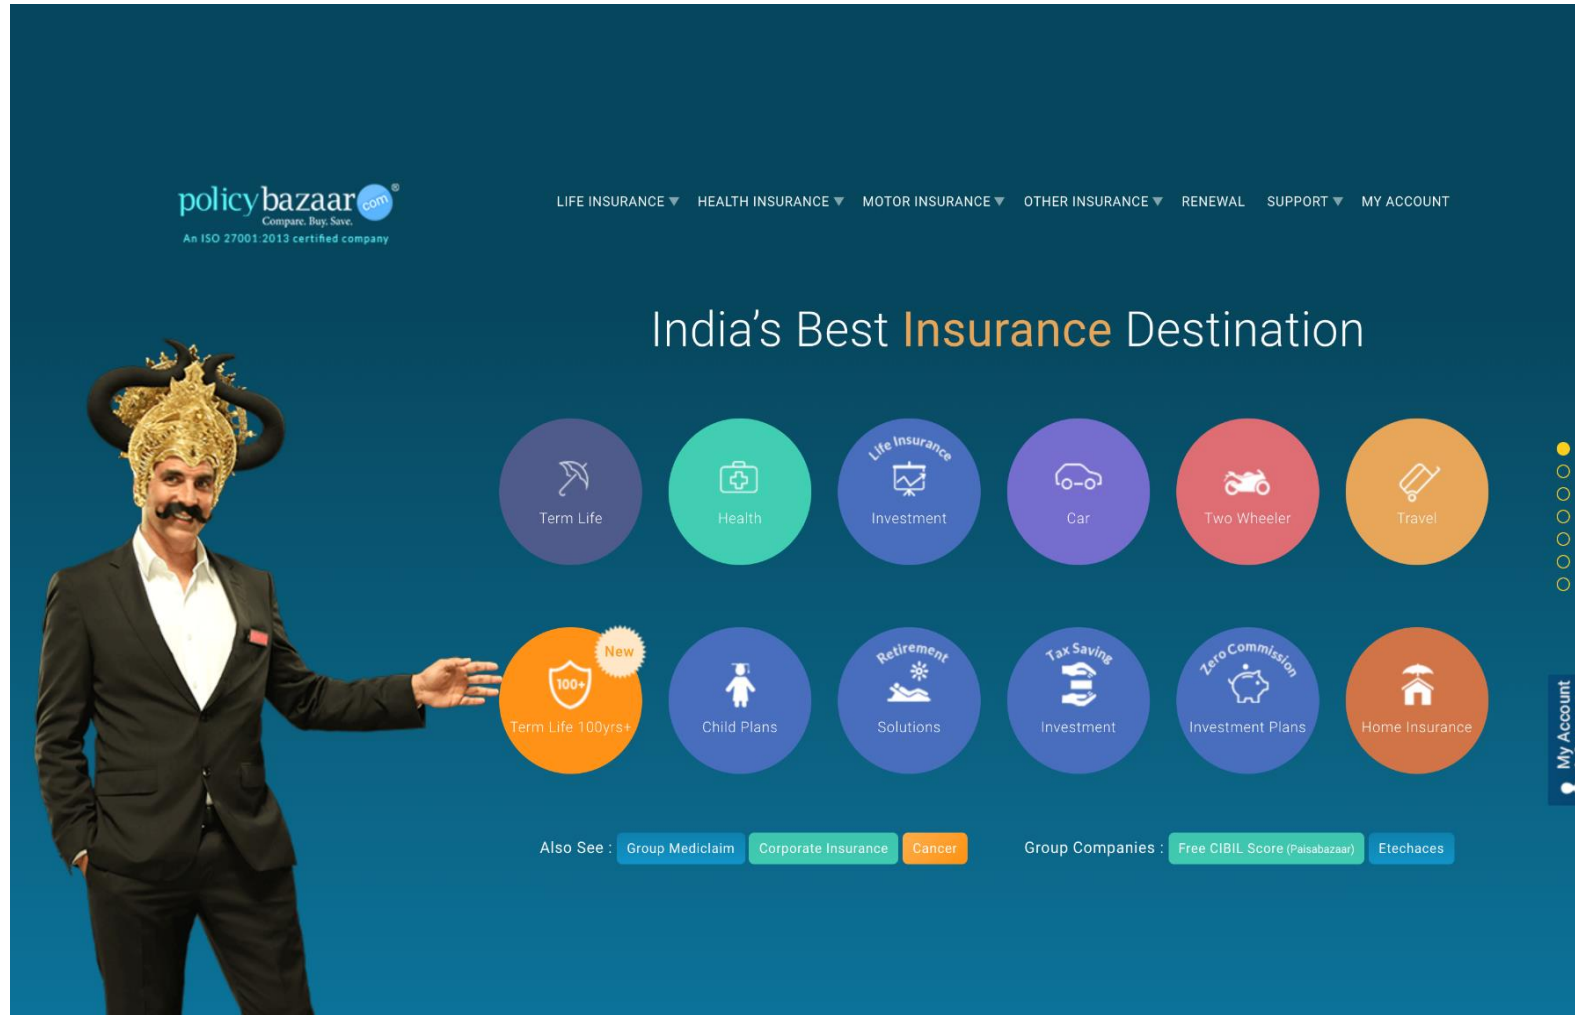 policybazaar com ®
Compare. Buy. Save.
An ISO 27001:2013 certified company
LIFE INSURANCE HEALTH INSURANCE MOTOR INSURANCE OTHER INSURANCE RENEWAL SUPPORT MY ACCOUNT
India's Best Insurance Destination
Term Life
Health
Life Insurance
Investment
Car
Two Wheeler
Travel
New
100+
Term Life 100yrs+
Child Plans
Retirement
Solutions
Tax Saving
Investment
Zero Commission
Investment Plans
Home Insurance
Also See : Group Mediclaim Corporate Insurance Cancer
Group Companies : Free CIBIL Score (Paisabazaar) Etechaces
My Account